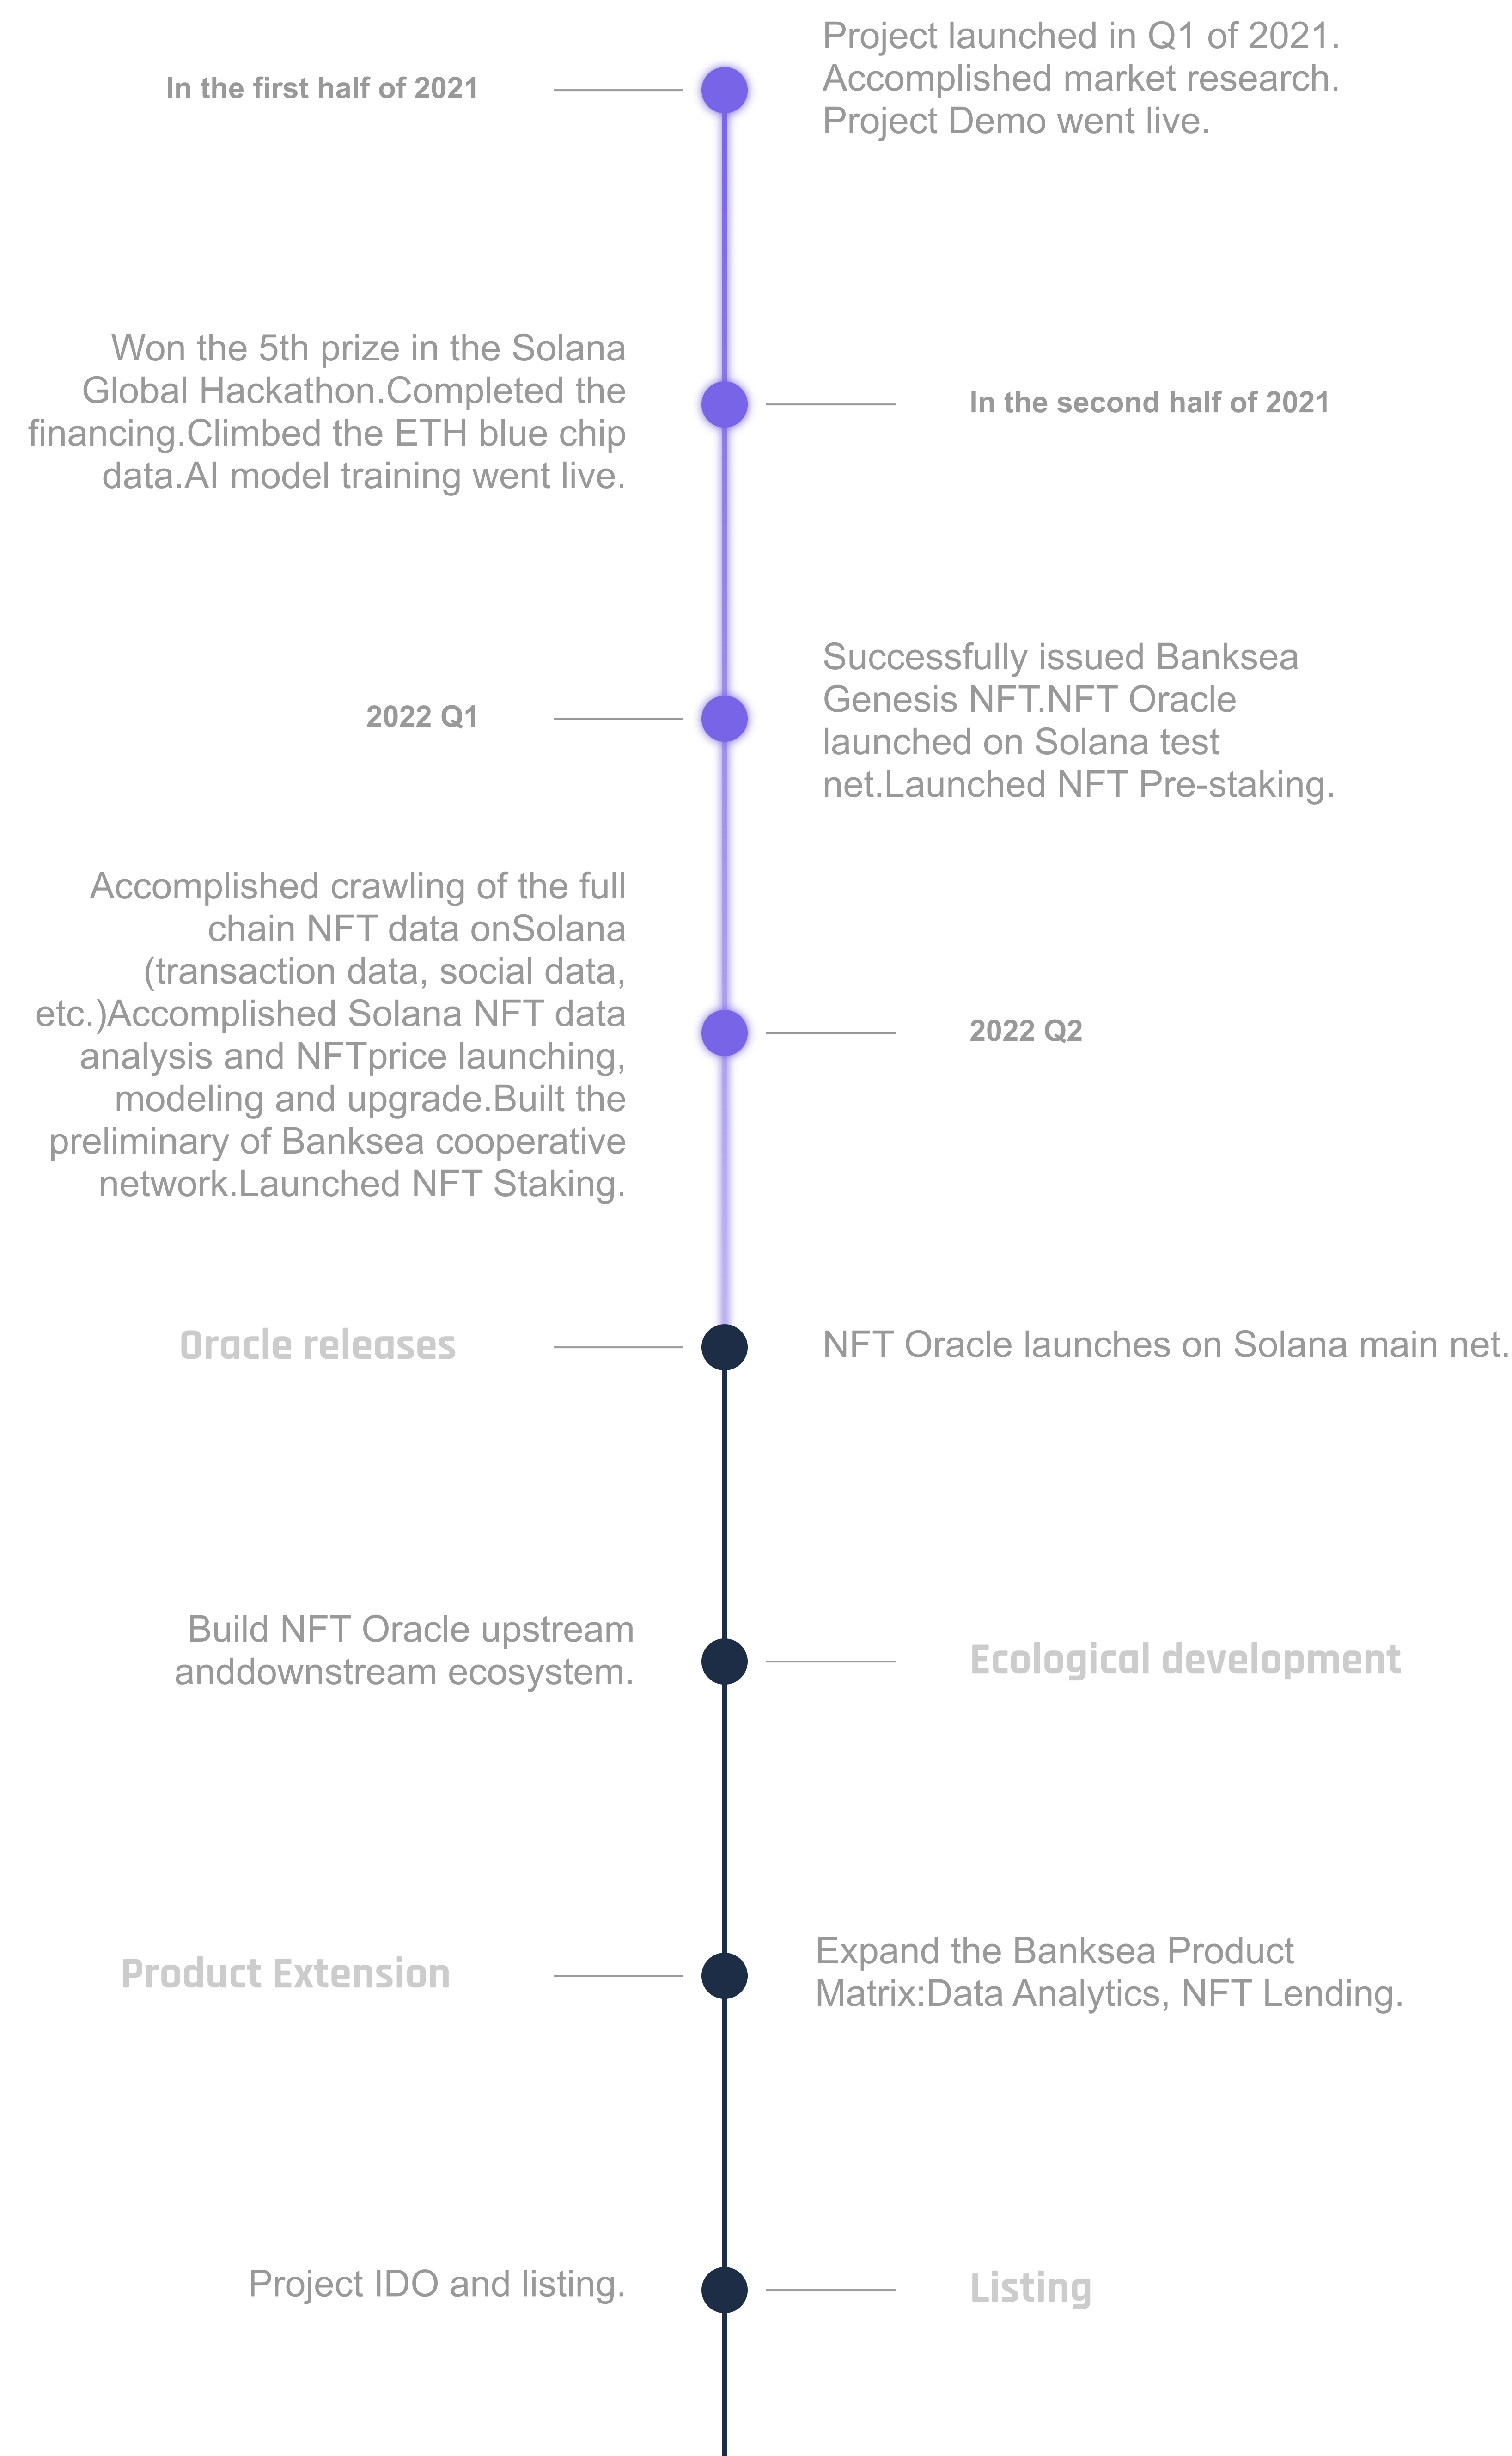 In the first half of 2021
Project launched in Q1 of 2021.
Accomplished market research.
Project Demo went live.
Won the 5th prize in the Solana
Global Hackathon.Completed the
financing.Climbed the ETH blue chip
data.AI model training went live.
In the second half of 2021
2022 Q1
Successfully issued Banksea
Genesis NFT.NFT Oracle
launched on Solana test
net.Launched NFT Pre-staking.
Accomplished crawling of the full
chain NFT data onSolana
(transaction data, social data,
etc.)Accomplished Solana NFT data
analysis and NFTprice launching,
modeling and upgrade.Built the
preliminary of Banksea cooperative
network.Launched NFT Staking.
2022 Q2
Oracle releases
NFT Oracle launches on Solana main net.
Build NFT Oracle upstream
anddownstream ecosystem.
Ecological development
Product Extension
Expand the Banksea Product
Matrix:Data Analytics, NFT Lending.
Project IDO and listing.
Listing